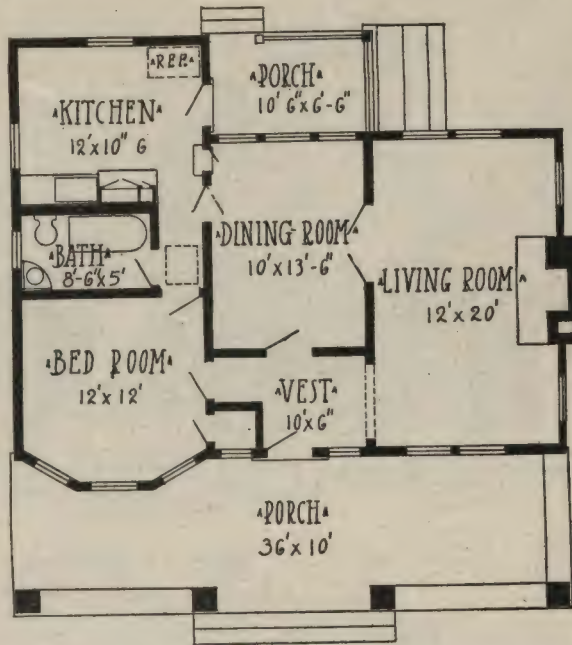 REF.
PORCH
10' 6"x6'-6"
KITCHEN
12'x10" 6
DINING ROOM
10'x13'-6"
BATH
8'-6"x5'
LIVING ROOM
12'x20'
BED ROOM
12'x12'
VEST
10'x6"
PORCH
36'x10'